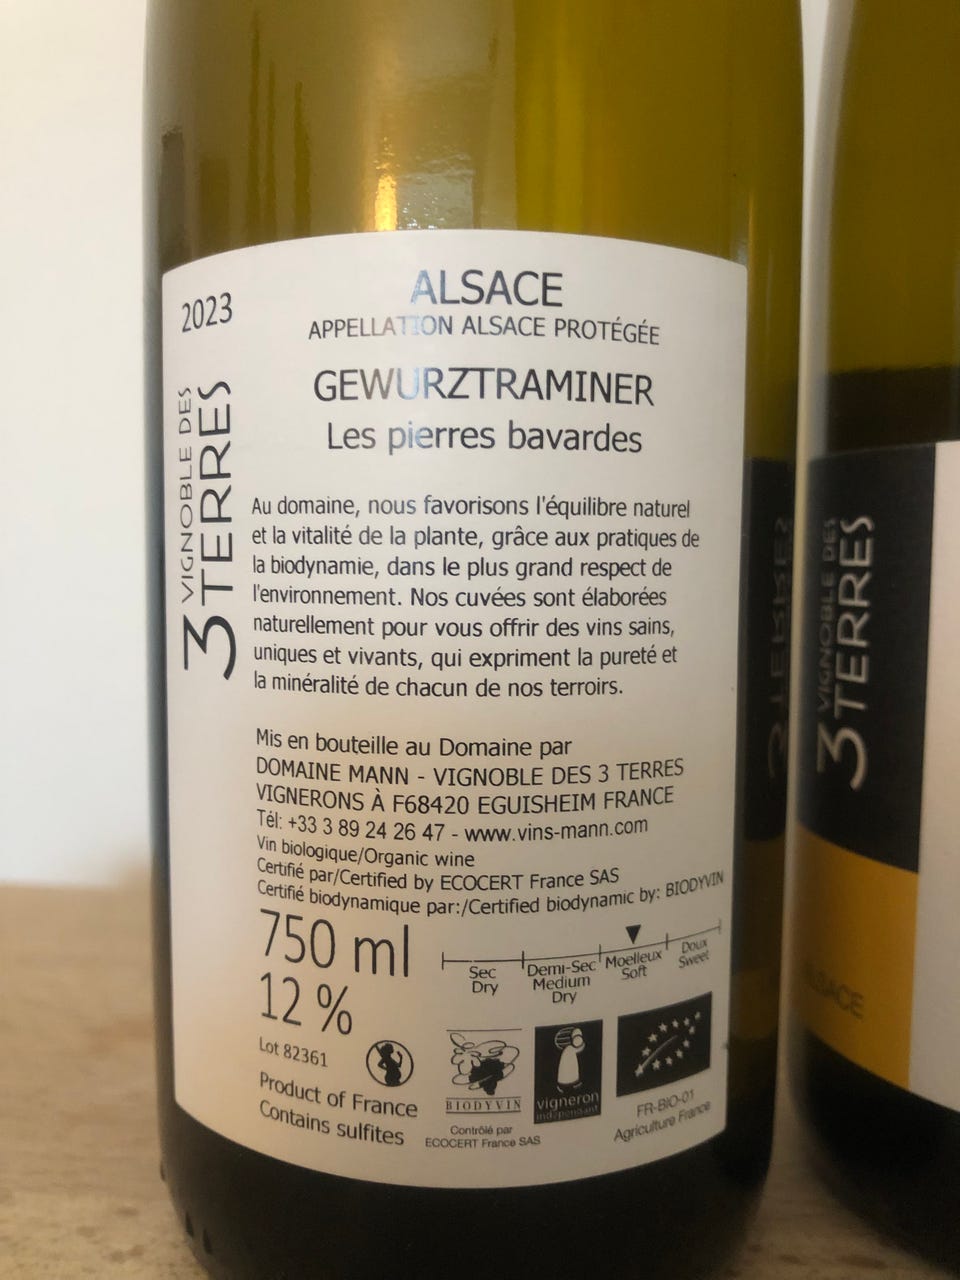 2023
ALSACE
APPELLATION ALSACE PROTÉGÉE
GEWURZTRAMINER
Les pierres bavardes
VIGNOBLE DES
3 TERRES
Au domaine, nous favorisons l'équilibre naturel
et la vitalité de la plante, grâce aux pratiques de
la biodynamie, dans le plus grand respect de
l'environnement. Nos cuvées sont élaborées
naturellement pour vous offrir des vins sains,
uniques et vivants, qui expriment la pureté et
la minéralité de chacun de nos terroirs.
Mis en bouteille au Domaine par
DOMAINE MANN - VIGNOBLE DES 3 TERRES
VIGNERONS À F68420 EGUISHEIM FRANCE
Tél: +33 3 89 24 26 47 - www.vins-mann.com
Vin biologique/Organic wine
Certifié par/Certified by ECOCERT France SAS
Certifié biodynamique par:/Certified biodynamic by: BIODYVIN
750 ml
12 %
Sec
Dry
Demi-Sec
Medium
Dry
Moelleux
Soft
Doux
Sweet
Lot 82361
Product of France
Contains sulfites
BIODYVIN
Contrôlé par
ECOCERT France SAS
vigneron
indépendant
FR-BIO-01
Agriculture France
3 TERRES
VIGNOBLE DES
3 TERRES
ALSACE